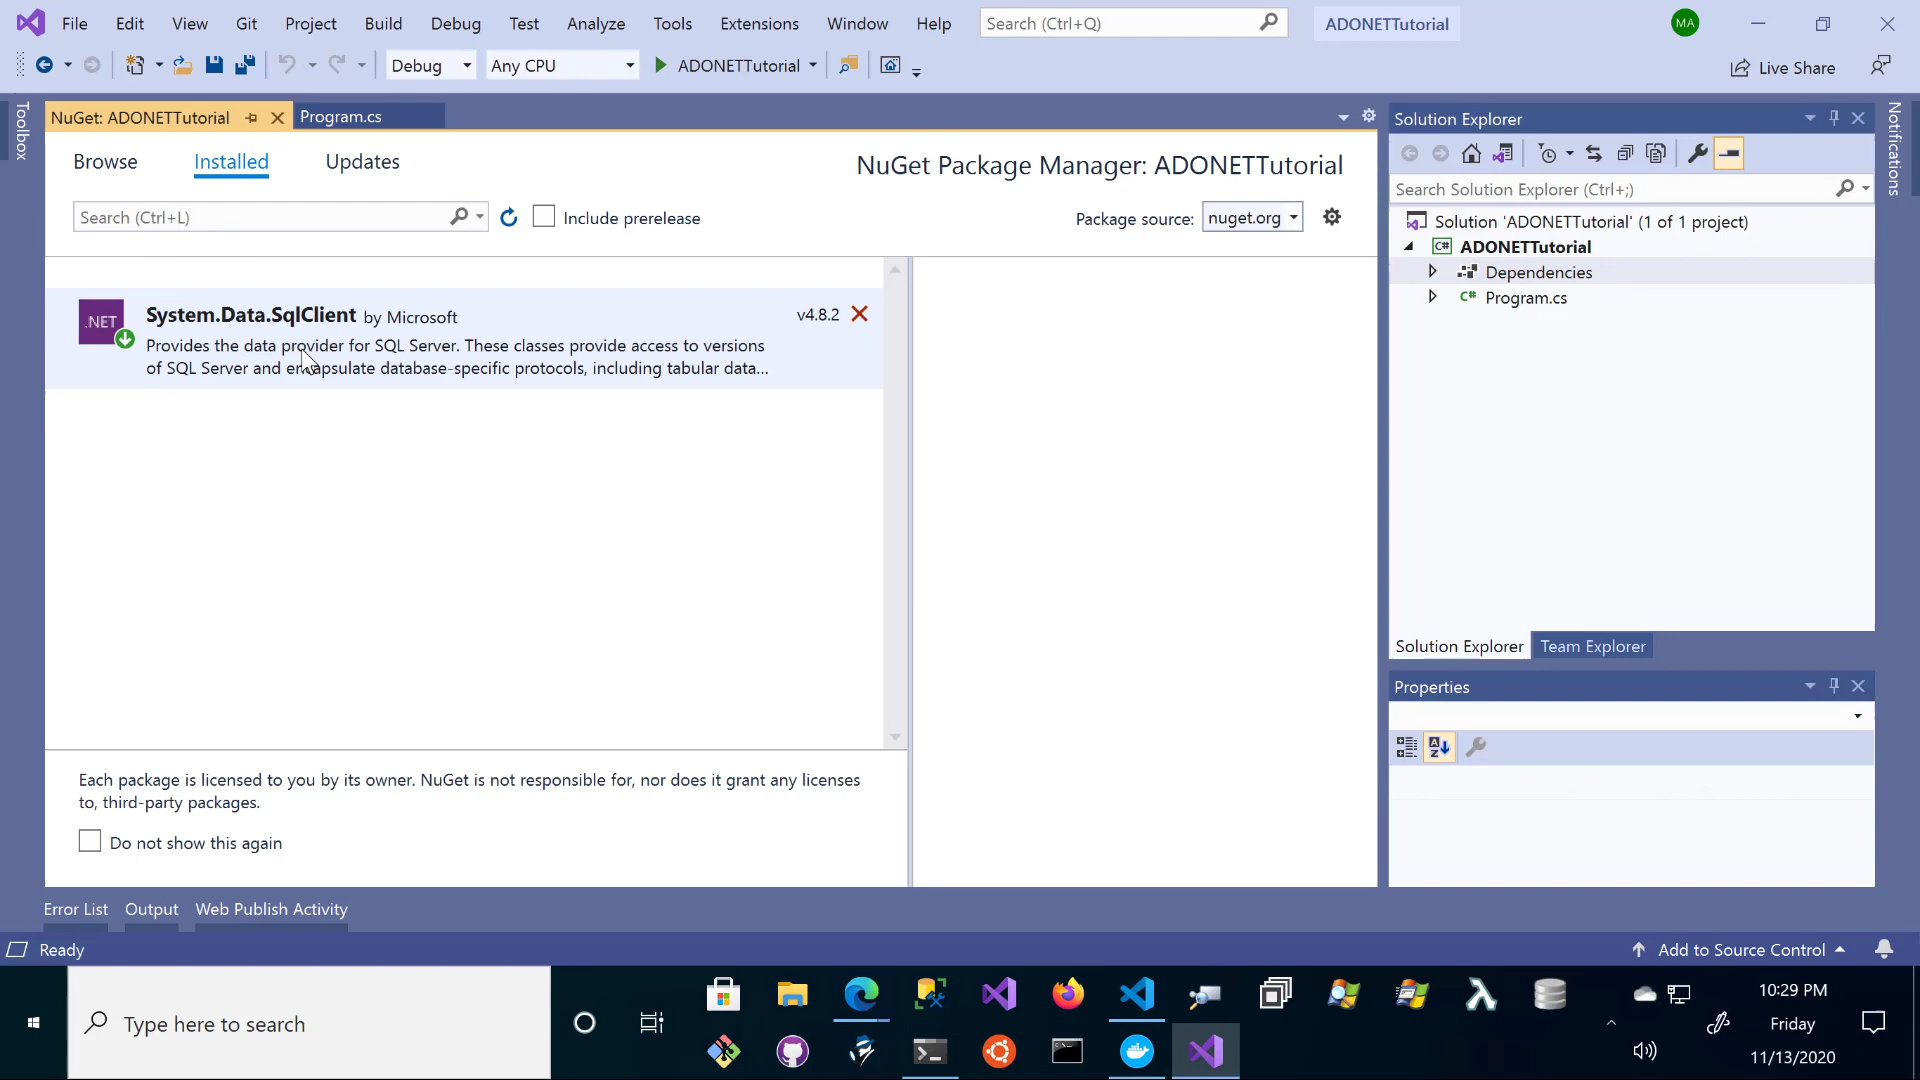 File Edit View Git Project Build Debug Test Analyze Tools Extensions Window Help Search (Ctrl+Q) ADONETTutorial MA
Debug Any CPU ADONETTutorial Live Share
Toolbox
NuGet: ADONETTutorial Program.cs
Browse Installed Updates NuGet Package Manager: ADONETTutorial
Search (Ctrl+L) Include prerelease Package source: nuget.org
.NET System.Data.SqlClient by Microsoft v4.8.2
Provides the data provider for SQL Server. These classes provide access to versions
of SQL Server and encapsulate database-specific protocols, including tabular data...
Each package is licensed to you by its owner. NuGet is not responsible for, nor does it grant any licenses
to, third-party packages.
Do not show this again
Solution Explorer
Search Solution Explorer (Ctrl+;)
Solution 'ADONETTutorial' (1 of 1 project)
C# ADONETTutorial
Dependencies
C# Program.cs
Solution Explorer Team Explorer
Properties
Notifications
Error List Output Web Publish Activity
Ready Add to Source Control
Type here to search
10:29 PM
Friday
11/13/2020